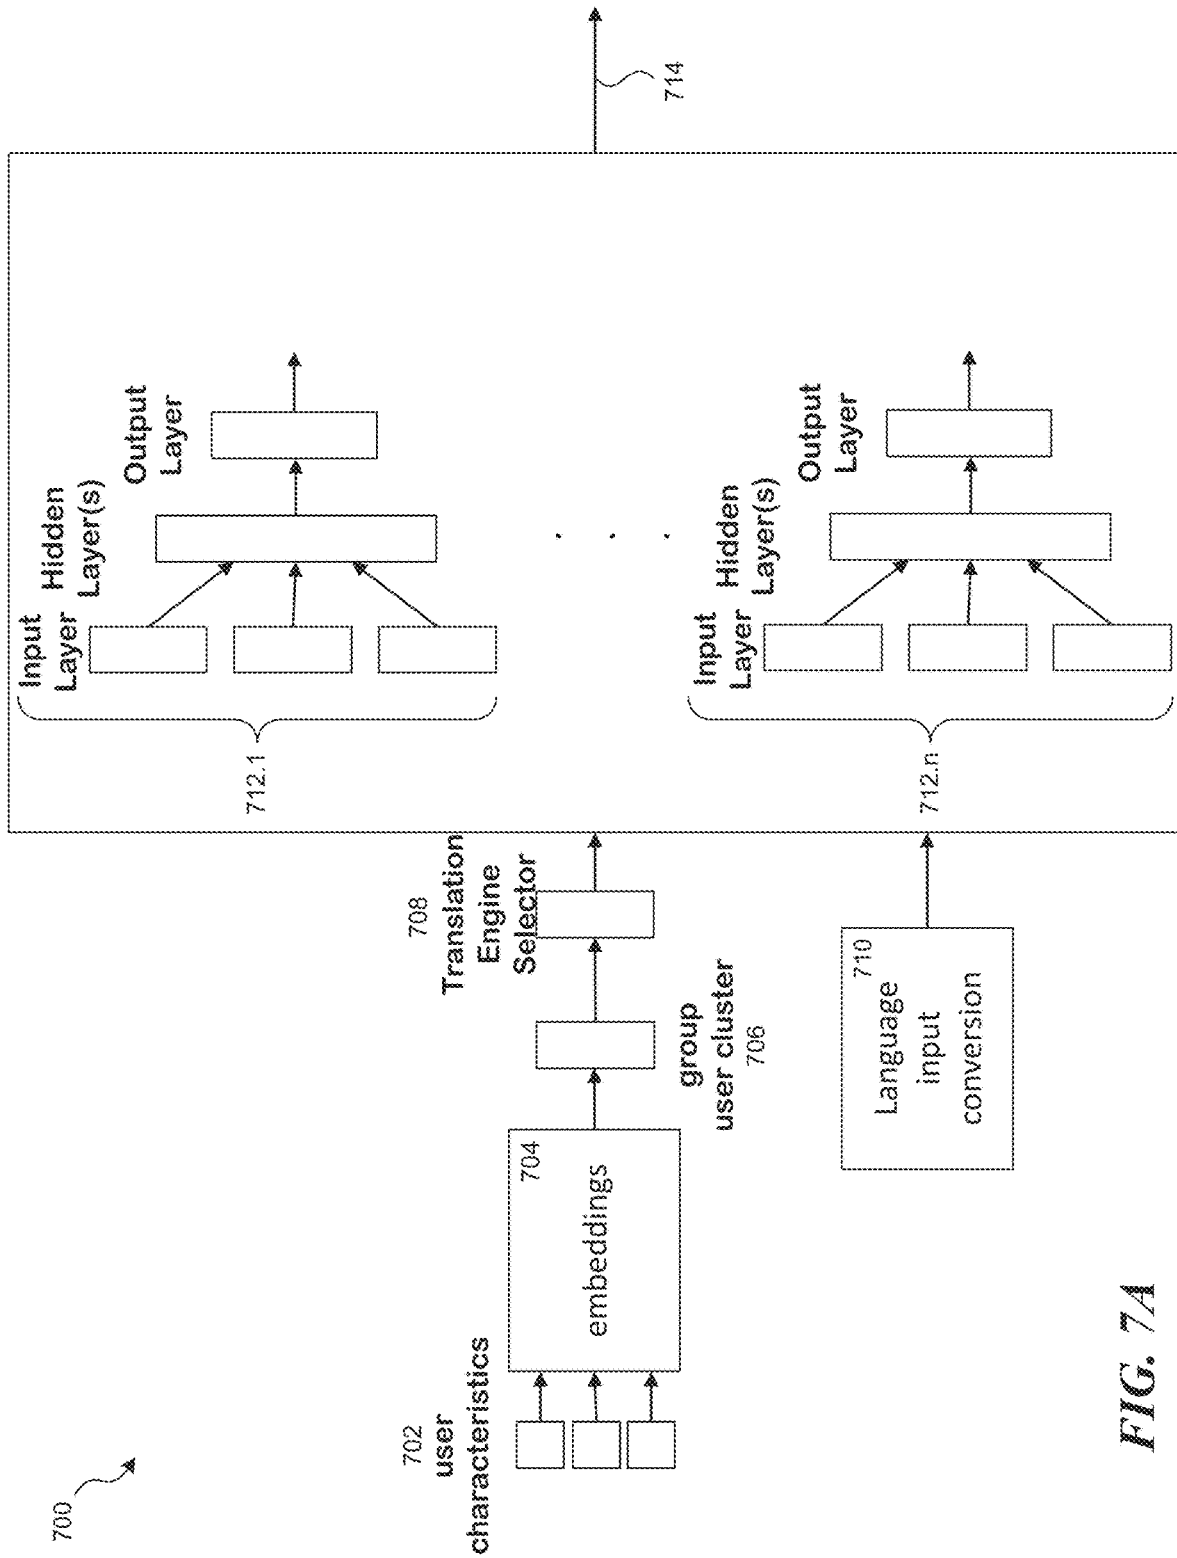 700
702
user
characteristics
704
embeddings
group
user cluster
706
708
Translation
Engine
Selector
710
Language
input
conversion
712.1
Input
Layer
Hidden
Layer(s)
Output
Layer
. . .
712.n
Input
Layer
Hidden
Layer(s)
Output
Layer
714
FIG. 7A